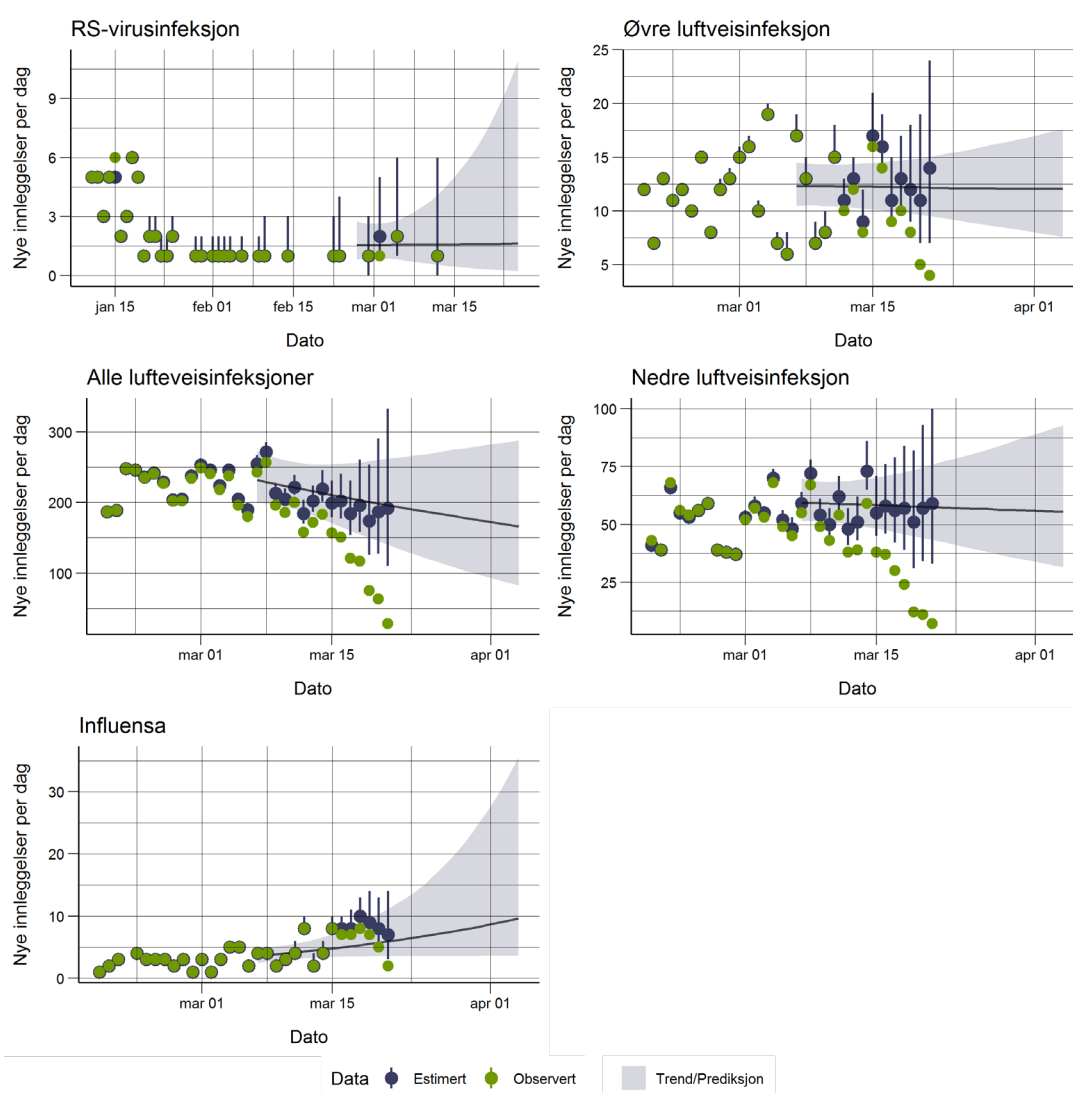 RS-virusinfeksjon
Nye innleggelser per dag
9
6
3
0
jan 15 feb 01 feb 15 mar 01 mar 15
Dato
Øvre luftveisinfeksjon
Nye innleggelser per dag
25
20
15
10
5
mar 01 mar 15 apr 01
Dato
Alle lufteveisinfeksjoner
Nye innleggelser per dag
300
200
100
mar 01 mar 15 apr 01
Dato
Nedre luftveisinfeksjon
Nye innleggelser per dag
100
75
50
25
mar 01 mar 15 apr 01
Dato
Influensa
Nye innleggelser per dag
30
20
10
0
mar 01 mar 15 apr 01
Dato
Data Estimert Observert Trend/Prediksjon